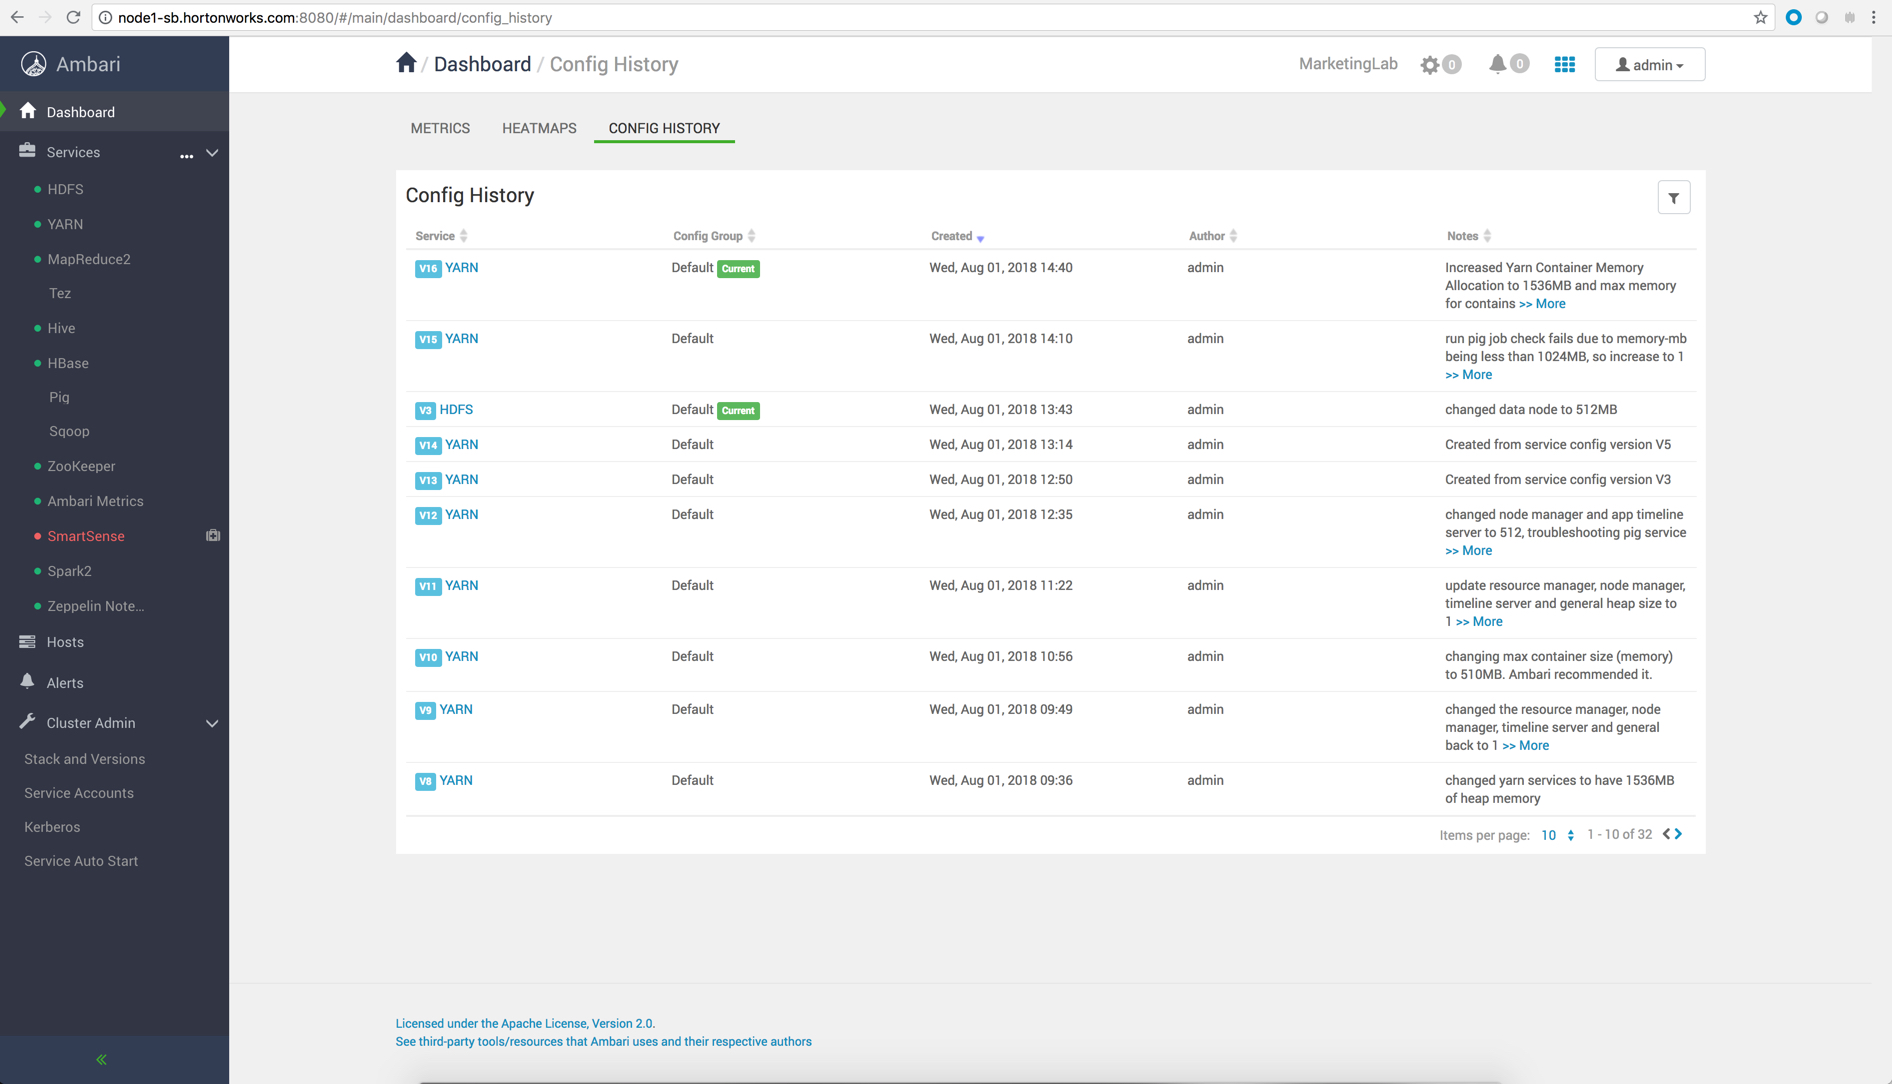 node1-sb.hortonworks.com:8080/#/main/dashboard/config_history
Ambari
Dashboard
Services ...
HDFS
YARN
MapReduce2
Tez
Hive
HBase
Pig
Sqoop
ZooKeeper
Ambari Metrics
SmartSense
Spark2
Zeppelin Note...
Hosts
Alerts
Cluster Admin
Stack and Versions
Service Accounts
Kerberos
Service Auto Start
«
/ Dashboard / Config History
MarketingLab 0 0 admin
METRICS HEATMAPS CONFIG HISTORY
Config History
Service Config Group Created Author Notes
V16 YARN Default Current Wed, Aug 01, 2018 14:40 admin Increased Yarn Container Memory
Allocation to 1536MB and max memory
for contains >> More
V15 YARN Default Wed, Aug 01, 2018 14:10 admin run pig job check fails due to memory-mb
being less than 1024MB, so increase to 1
>> More
V3 HDFS Default Current Wed, Aug 01, 2018 13:43 admin changed data node to 512MB
V14 YARN Default Wed, Aug 01, 2018 13:14 admin Created from service config version V5
V13 YARN Default Wed, Aug 01, 2018 12:50 admin Created from service config version V3
V12 YARN Default Wed, Aug 01, 2018 12:35 admin changed node manager and app timeline
server to 512, troubleshooting pig service
>> More
V11 YARN Default Wed, Aug 01, 2018 11:22 admin update resource manager, node manager,
timeline server and general heap size to
1 >> More
V10 YARN Default Wed, Aug 01, 2018 10:56 admin changing max container size (memory)
to 510MB. Ambari recommended it.
V9 YARN Default Wed, Aug 01, 2018 09:49 admin changed the resource manager, node
manager, timeline server and general
back to 1 >> More
V8 YARN Default Wed, Aug 01, 2018 09:36 admin changed yarn services to have 1536MB
of heap memory
Items per page: 10 1 - 10 of 32
Licensed under the Apache License, Version 2.0.
See third-party tools/resources that Ambari uses and their respective authors